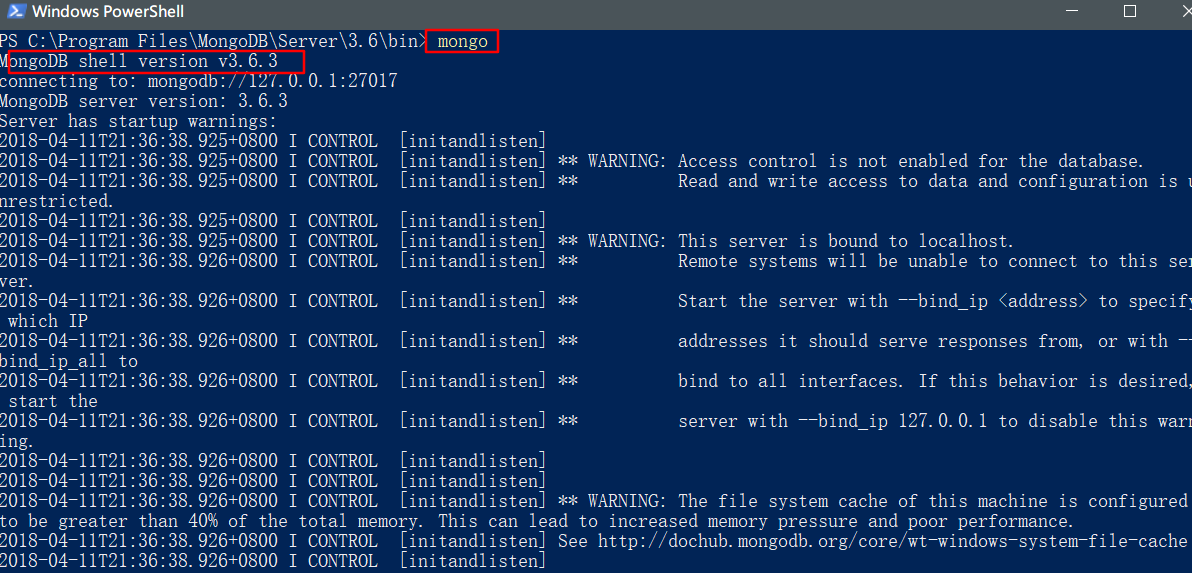 Windows PowerShell
PS C:\Program Files\MongoDB\Server\3.6\bin> mongo
MongoDB shell version v3.6.3
connecting to: mongodb://127.0.0.1:27017
MongoDB server version: 3.6.3
Server has startup warnings:
2018-04-11T21:36:38.925+0800 I CONTROL  [initandlisten]
2018-04-11T21:36:38.925+0800 I CONTROL  [initandlisten] ** WARNING: Access control is not enabled for the database.
2018-04-11T21:36:38.925+0800 I CONTROL  [initandlisten] **          Read and write access to data and configuration is u
nrestricted.
2018-04-11T21:36:38.925+0800 I CONTROL  [initandlisten]
2018-04-11T21:36:38.925+0800 I CONTROL  [initandlisten] ** WARNING: This server is bound to localhost.
2018-04-11T21:36:38.926+0800 I CONTROL  [initandlisten] **          Remote systems will be unable to connect to this ser
ver.
2018-04-11T21:36:38.926+0800 I CONTROL  [initandlisten] **          Start the server with --bind_ip <address> to specify
 which IP
2018-04-11T21:36:38.926+0800 I CONTROL  [initandlisten] **          addresses it should serve responses from, or with --
bind_ip_all to
2018-04-11T21:36:38.926+0800 I CONTROL  [initandlisten] **          bind to all interfaces. If this behavior is desired,
 start the
2018-04-11T21:36:38.926+0800 I CONTROL  [initandlisten] **          server with --bind_ip 127.0.0.1 to disable this warn
ing.
2018-04-11T21:36:38.926+0800 I CONTROL  [initandlisten]
2018-04-11T21:36:38.926+0800 I CONTROL  [initandlisten]
2018-04-11T21:36:38.926+0800 I CONTROL  [initandlisten] ** WARNING: The file system cache of this machine is configured
to be greater than 40% of the total memory. This can lead to increased memory pressure and poor performance.
2018-04-11T21:36:38.926+0800 I CONTROL  [initandlisten] See http://dochub.mongodb.org/core/wt-windows-system-file-cache
2018-04-11T21:36:38.926+0800 I CONTROL  [initandlisten]